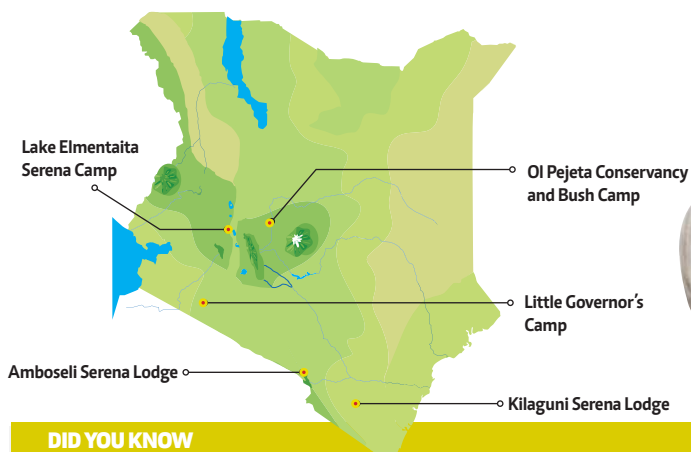 Lake Elmentaita
Serena Camp
Ol Pejeta Conservancy
and Bush Camp
Little Governor's
Camp
Amboseli Serena Lodge
Kilaguni Serena Lodge
DID YOU KNOW